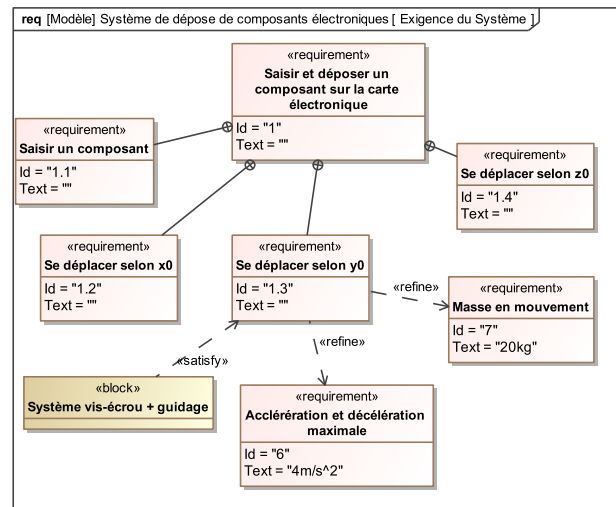 req [Modèle] Système de dépose de composants électroniques [ Exigence du Système ]
«requirement»
Saisir et déposer un
composant sur la carte
électronique
Id = "1"
Text = ""
«requirement»
Saisir un composant
Id = "1.1"
Text = ""
«requirement»
Se déplacer selon z0
Id = "1.4"
Text = ""
«requirement»
Se déplacer selon x0
Id = "1.2"
Text = ""
«requirement»
Se déplacer selon y0
Id = "1.3"
Text = ""
«refine»
«requirement»
Masse en mouvement
Id = "7"
Text = "20kg"
«satisfy»
«refine»
«block»
Système vis-écrou + guidage
«requirement»
Acclérération et décélération
maximale
Id = "6"
Text = "4m/s^2"